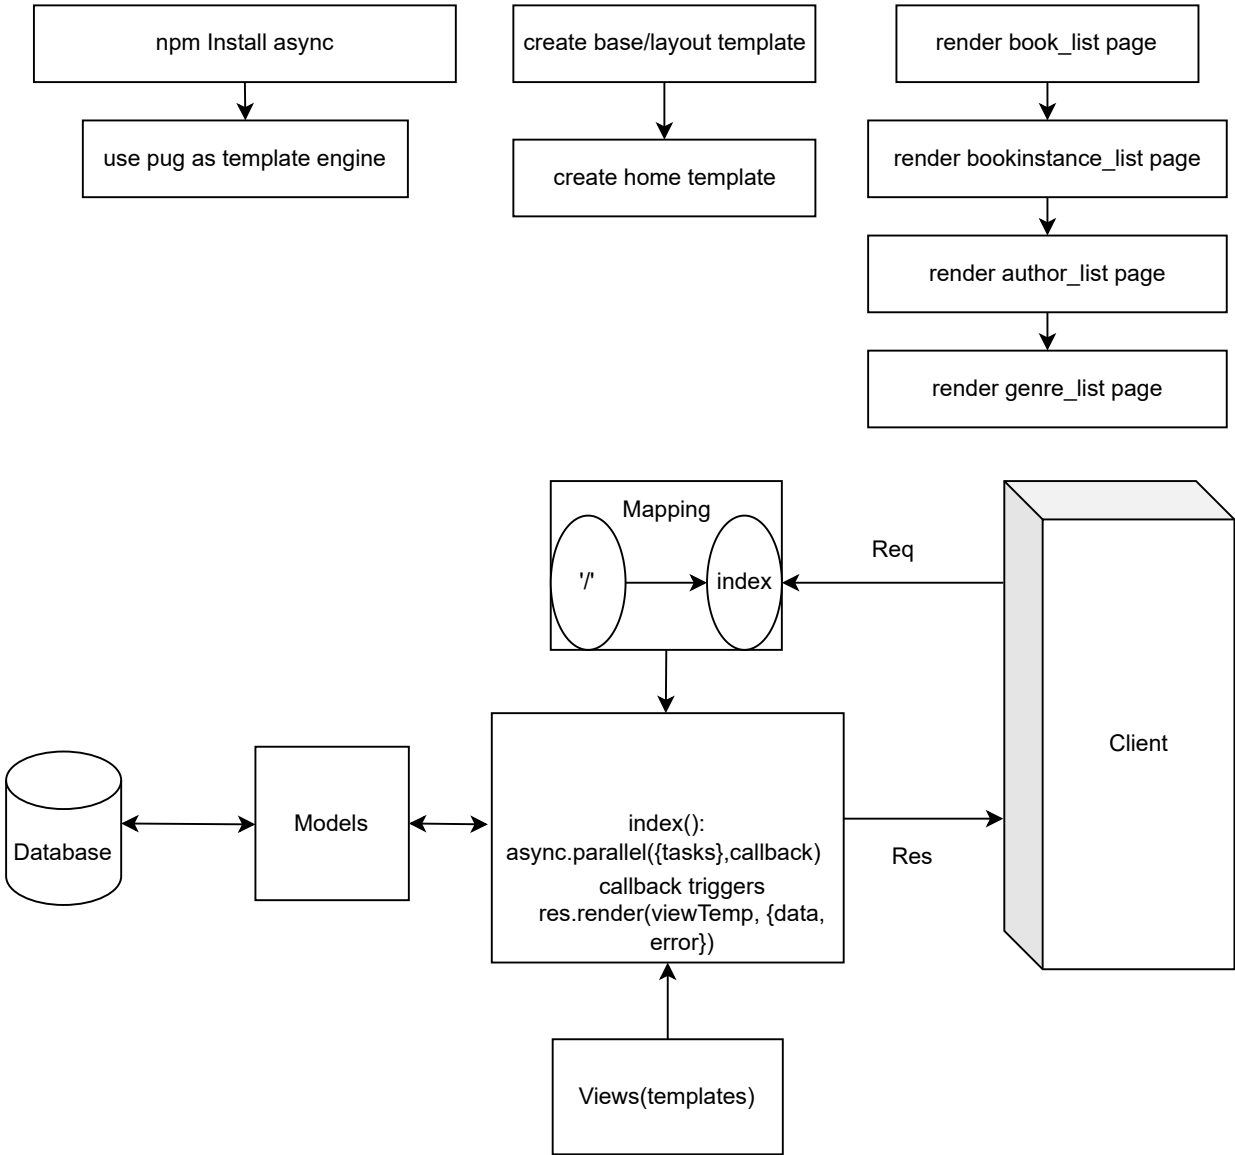 npm Install async
use pug as template engine
create base/layout template
create home template
render book_list page
render bookinstance_list page
render author_list page
render genre_list page
Mapping
'/'
index
Req
Client
Database
Models
index():
async.parallel({tasks},callback)
callback triggers
res.render(viewTemp, {data,
error})
Res
Views(templates)